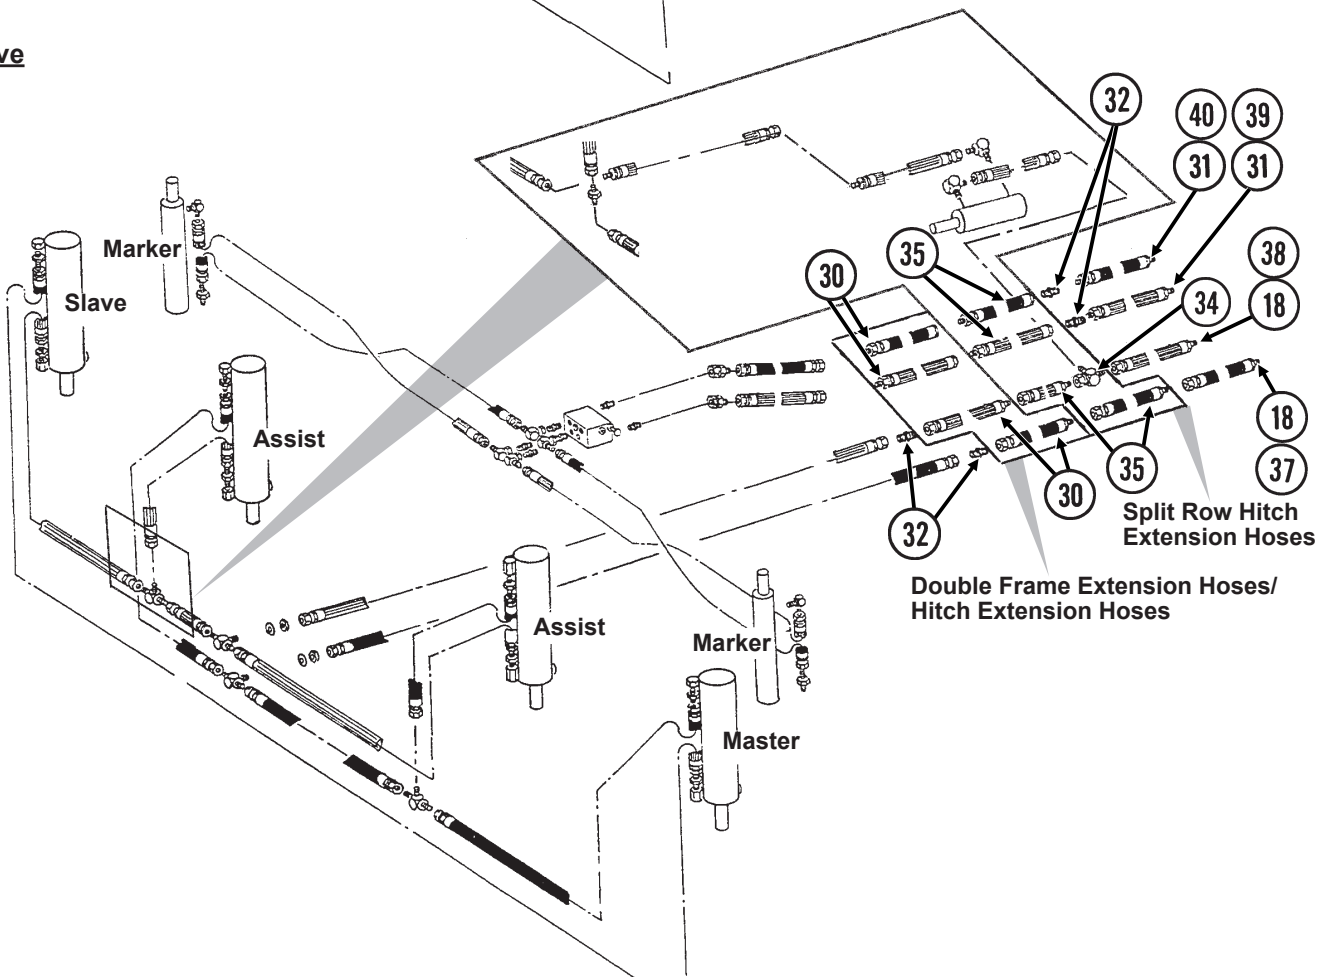 ve
32
40
39
31
31
Marker
Slave
35
38
30
34
18
Assist
18
35
37
30
32
Split Row Hitch
Extension Hoses
Double Frame Extension Hoses/
Hitch Extension Hoses
Assist
Marker
Master